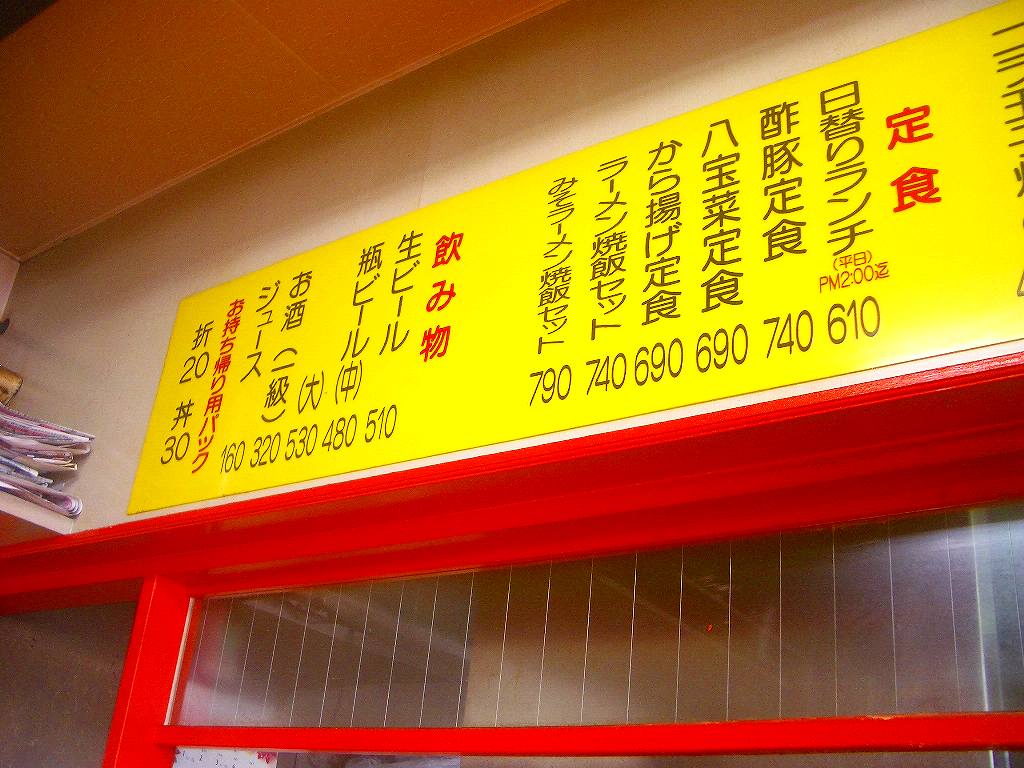 定食
日替りランチ
(平日)
PM2:00迄
610
酢豚定食
740
八宝菜定食
690
から揚げ定食
690
ラーメン焼飯セット
740
みそラーメン焼飯セット
790
飲み物
生ビール
510
瓶ビール(中)
480
(大)
530
お酒(一級)
320
ジュース
160
お持ち帰り用パック
折
20
丼
30